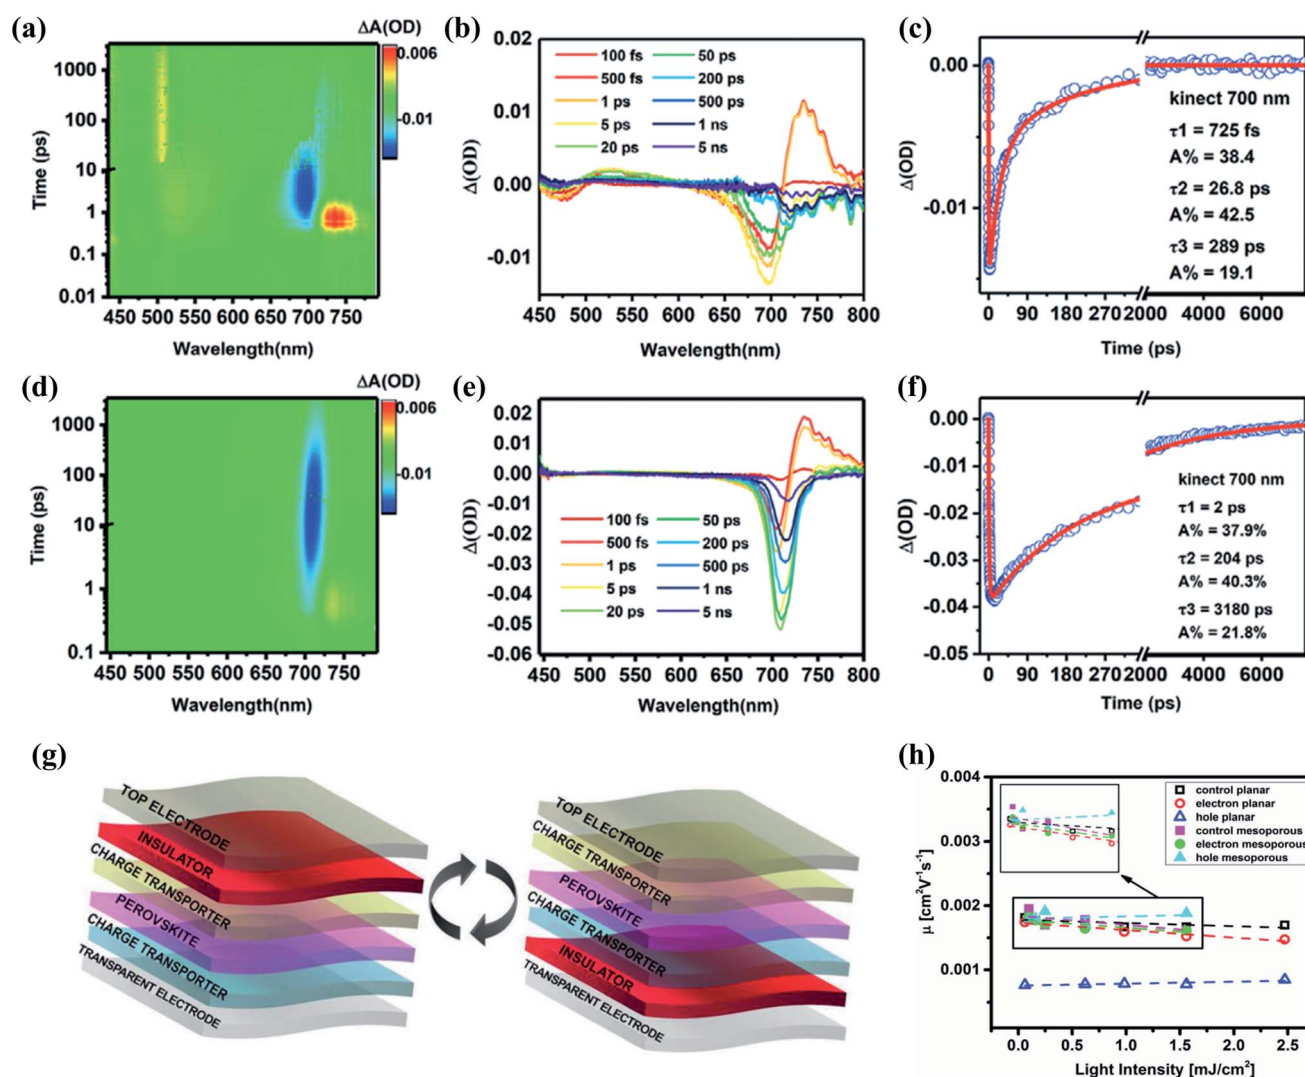 (a)
ΔA(OD)
0.006
-0.01
1000
100
10
1
0.1
0.01
Time (ps)
450 500 550 600 650 700 750
Wavelength(nm)
(b)
0.02
0.01
0.00
-0.01
Δ(OD)
100 fs
500 fs
1 ps
5 ps
20 ps
50 ps
200 ps
500 ps
1 ns
5 ns
450 500 550 600 650 700 750 800
Wavelength(nm)
(c)
0.00
-0.01
Δ(OD)
kinect 700 nm
τ1 = 725 fs
A% = 38.4
τ2 = 26.8 ps
A% = 42.5
τ3 = 289 ps
A% = 19.1
0 90 180 270 4000 6000
Time (ps)
(d)
ΔA(OD)
0.006
-0.01
1000
100
10
1
0.1
Time (ps)
450 500 550 600 650 700 750
Wavelength(nm)
(e)
0.02
0.01
0.00
-0.01
-0.02
-0.03
-0.04
-0.05
-0.06
Δ(OD)
100 fs
500 fs
1 ps
5 ps
20 ps
50 ps
200 ps
500 ps
1 ns
5 ns
450 500 550 600 650 700 750 800
Wavelength(nm)
(f)
0.00
-0.01
-0.02
-0.03
-0.04
-0.05
Δ(OD)
kinect 700 nm
τ1 = 2 ps
A% = 37.9%
τ2 = 204 ps
A% = 40.3%
τ3 = 3180 ps
A% = 21.8%
0 90 180 270 4000 6000
Time (ps)
(g)
TOP ELECTRODE
INSULATOR
CHARGE TRANSPORTER
PEROVSKITE
CHARGE TRANSPORTER
TRANSPARENT ELECTRODE
TOP ELECTRODE
CHARGE TRANSPORTER
PEROVSKITE
CHARGE TRANSPORTER
INSULATOR
TRANSPARENT ELECTRODE
(h)
0.004
0.003
0.002
0.001
μ [cm²V⁻¹s⁻¹]
control planar
electron planar
hole planar
control mesoporous
electron mesoporous
hole mesoporous
0.0 0.5 1.0 1.5 2.0 2.5
Light Intensity [mJ/cm²]